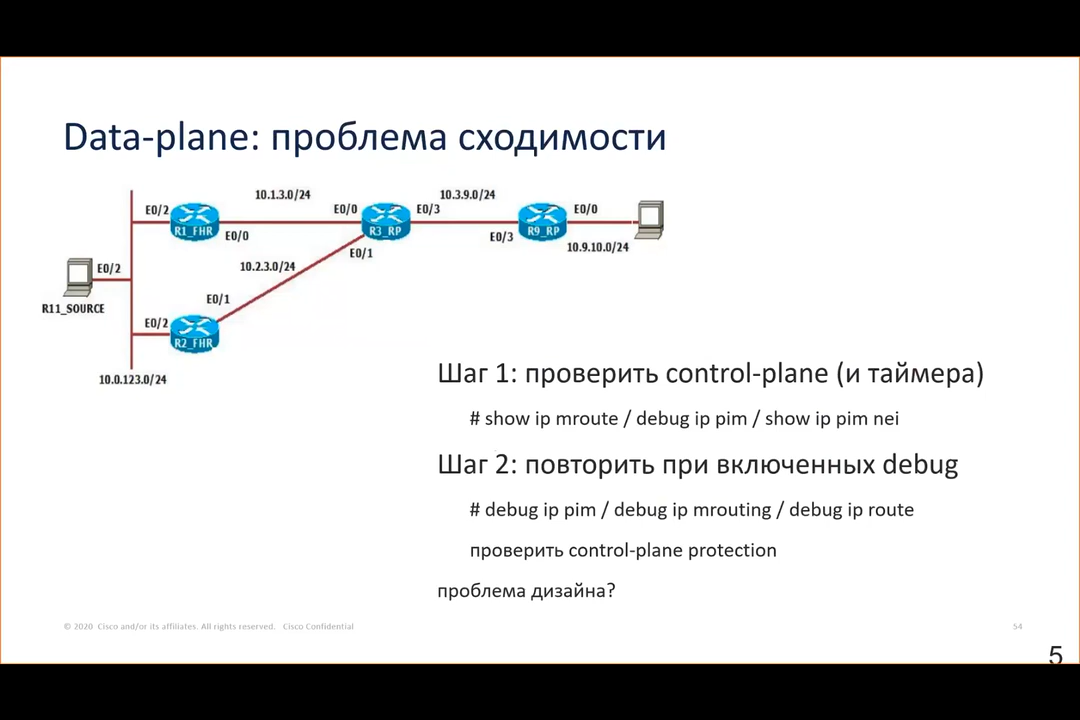 Data-plane: проблема сходимости
10.1.3.0/24
10.3.9.0/24
E0/2
E0/0
E0/3
E0/0
R1_FHR
R3_RP
R9_RP
E0/0
E0/3
10.9.10.0/24
E0/1
10.2.3.0/24
E0/2
E0/1
R11_SOURCE
E0/2
R2_FHR
10.0.123.0/24
Шаг 1: проверить control-plane (и таймера)
# show ip mroute / debug ip pim / show ip pim nei
Шаг 2: повторить при включенных debug
# debug ip pim / debug ip mrouting / debug ip route
проверить control-plane protection
проблема дизайна?
© 2020 Cisco and/or its affiliates. All rights reserved. Cisco Confidential
54
5